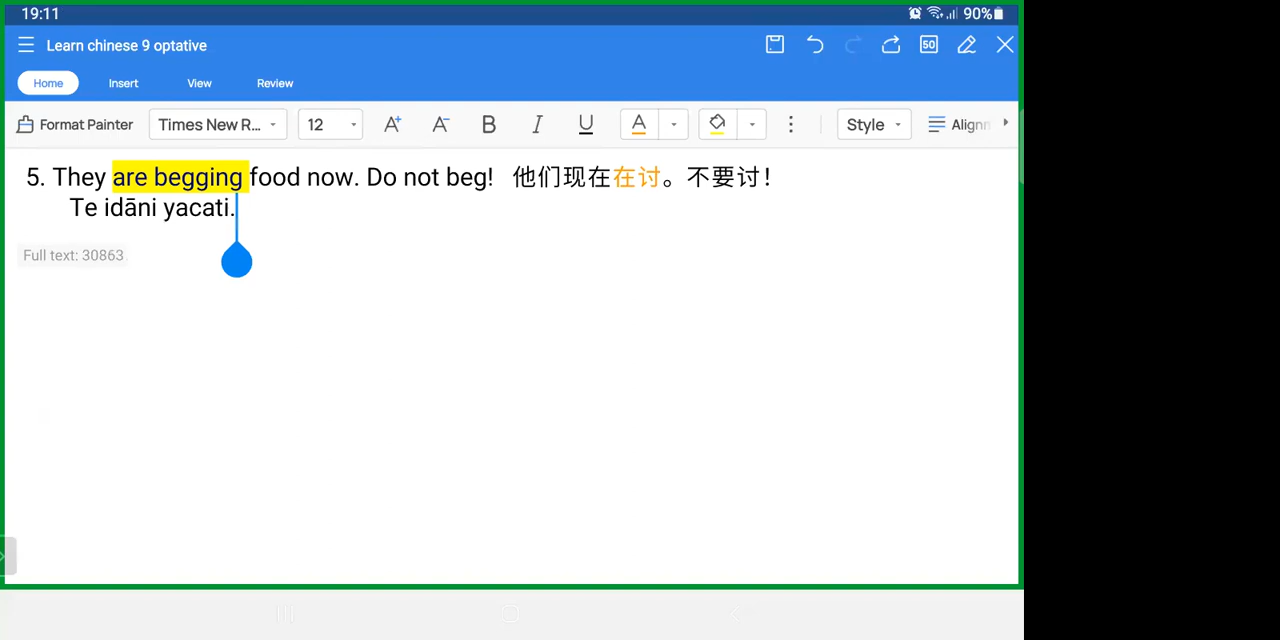 19:11
90%
Learn chinese 9 optative
50
Home Insert View Review
Format Painter Times New R... 12 A+ A- B I U A Style Alignn
5. They are begging food now. Do not beg! 他们现在在讨。不要讨！
Te idāni yacati.
Full text: 30863